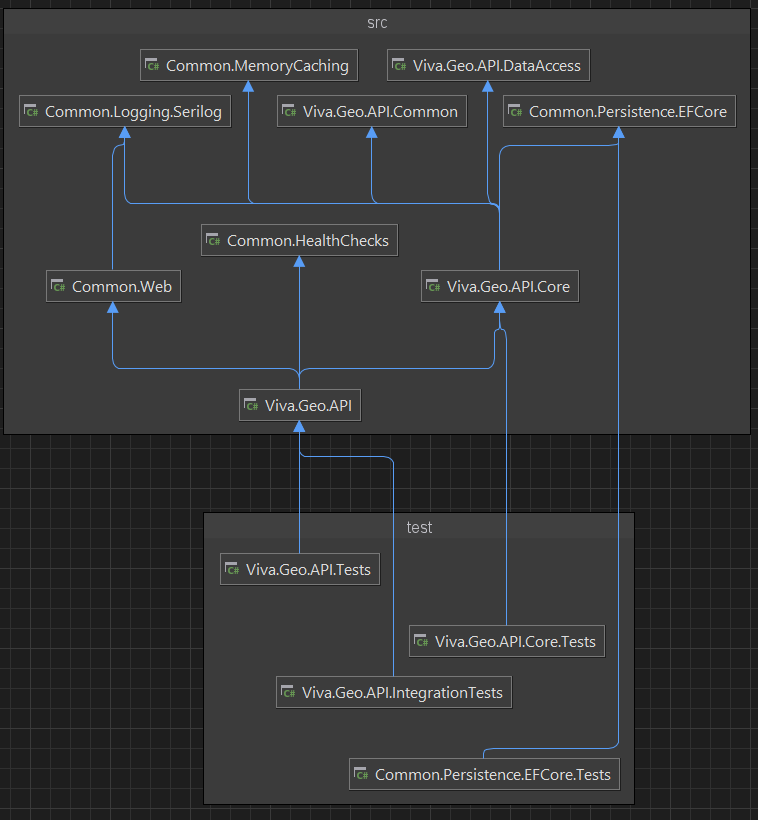 src
C# Common.MemoryCaching
C# Viva.Geo.API.DataAccess
C# Common.Logging.Serilog
C# Viva.Geo.API.Common
C# Common.Persistence.EFCore
C# Common.HealthChecks
C# Common.Web
C# Viva.Geo.API.Core
C# Viva.Geo.API
test
C# Viva.Geo.API.Tests
C# Viva.Geo.API.Core.Tests
C# Viva.Geo.API.IntegrationTests
C# Common.Persistence.EFCore.Tests